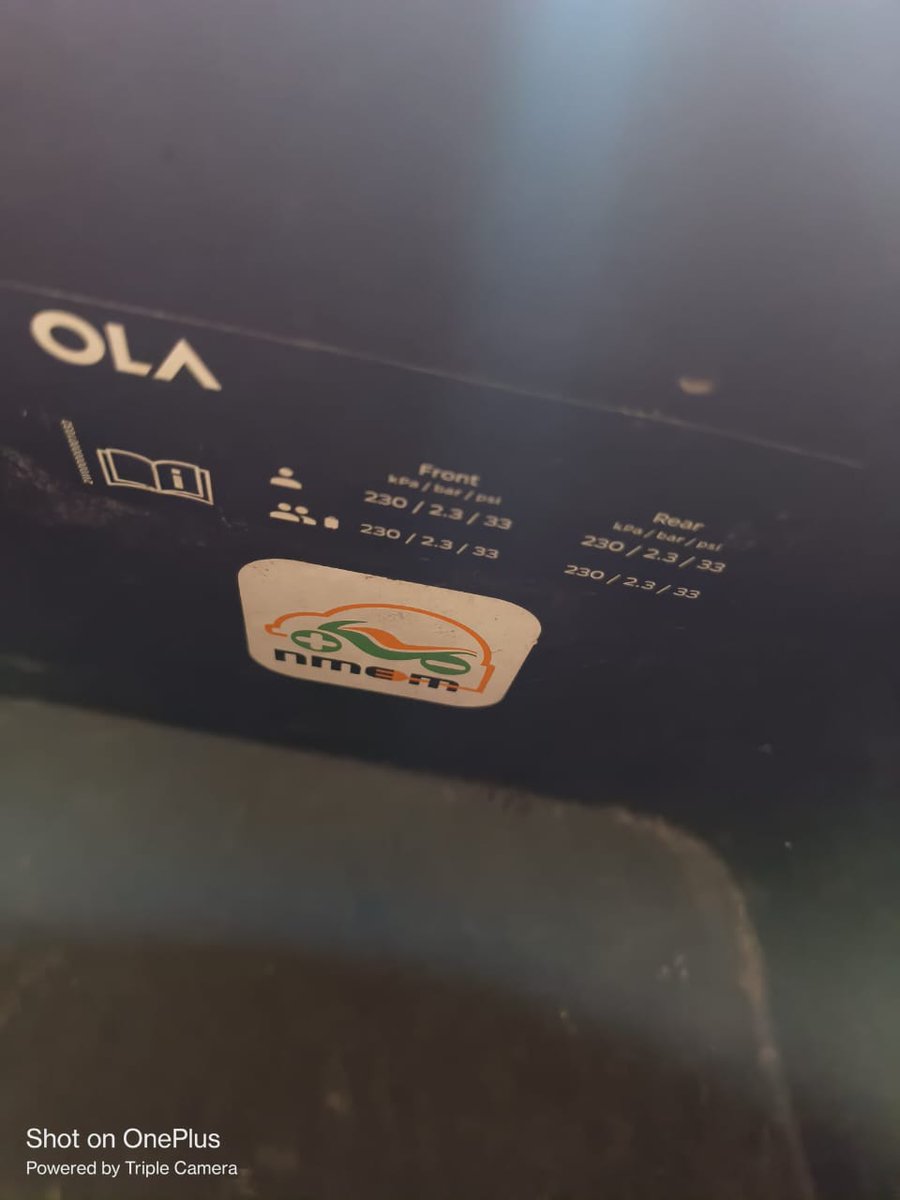 OLA
Front
kPa / bar / psi
230 / 2.3 / 33
230 / 2.3 / 33
Rear
kPa / bar / psi
230 / 2.3 / 33
230 / 2.3 / 33
nmem
Shot on OnePlus
Powered by Triple Camera